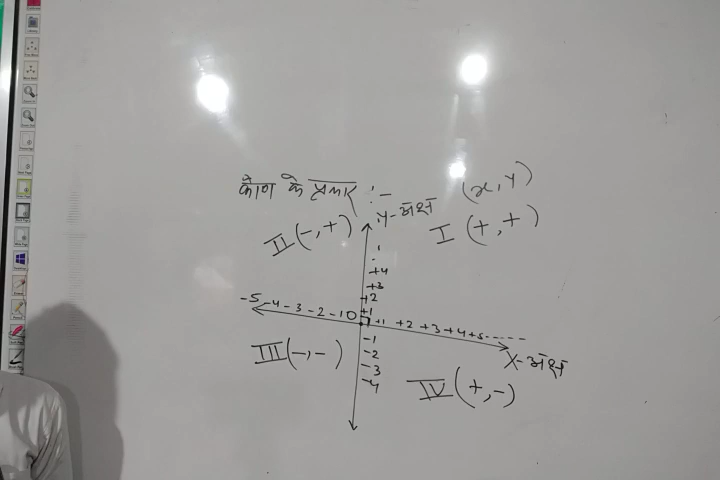 कोण के प्रकार :-
(x, y)
Y-अक्ष
II (-, +)
I (+, +)
+4
+3
+2
+1
-5 -4 -3 -2 -1 0 +1 +2 +3 +4 +5-----
-1
-2
-3
-4
X-अक्ष
III (-, -)
IV (+, -)